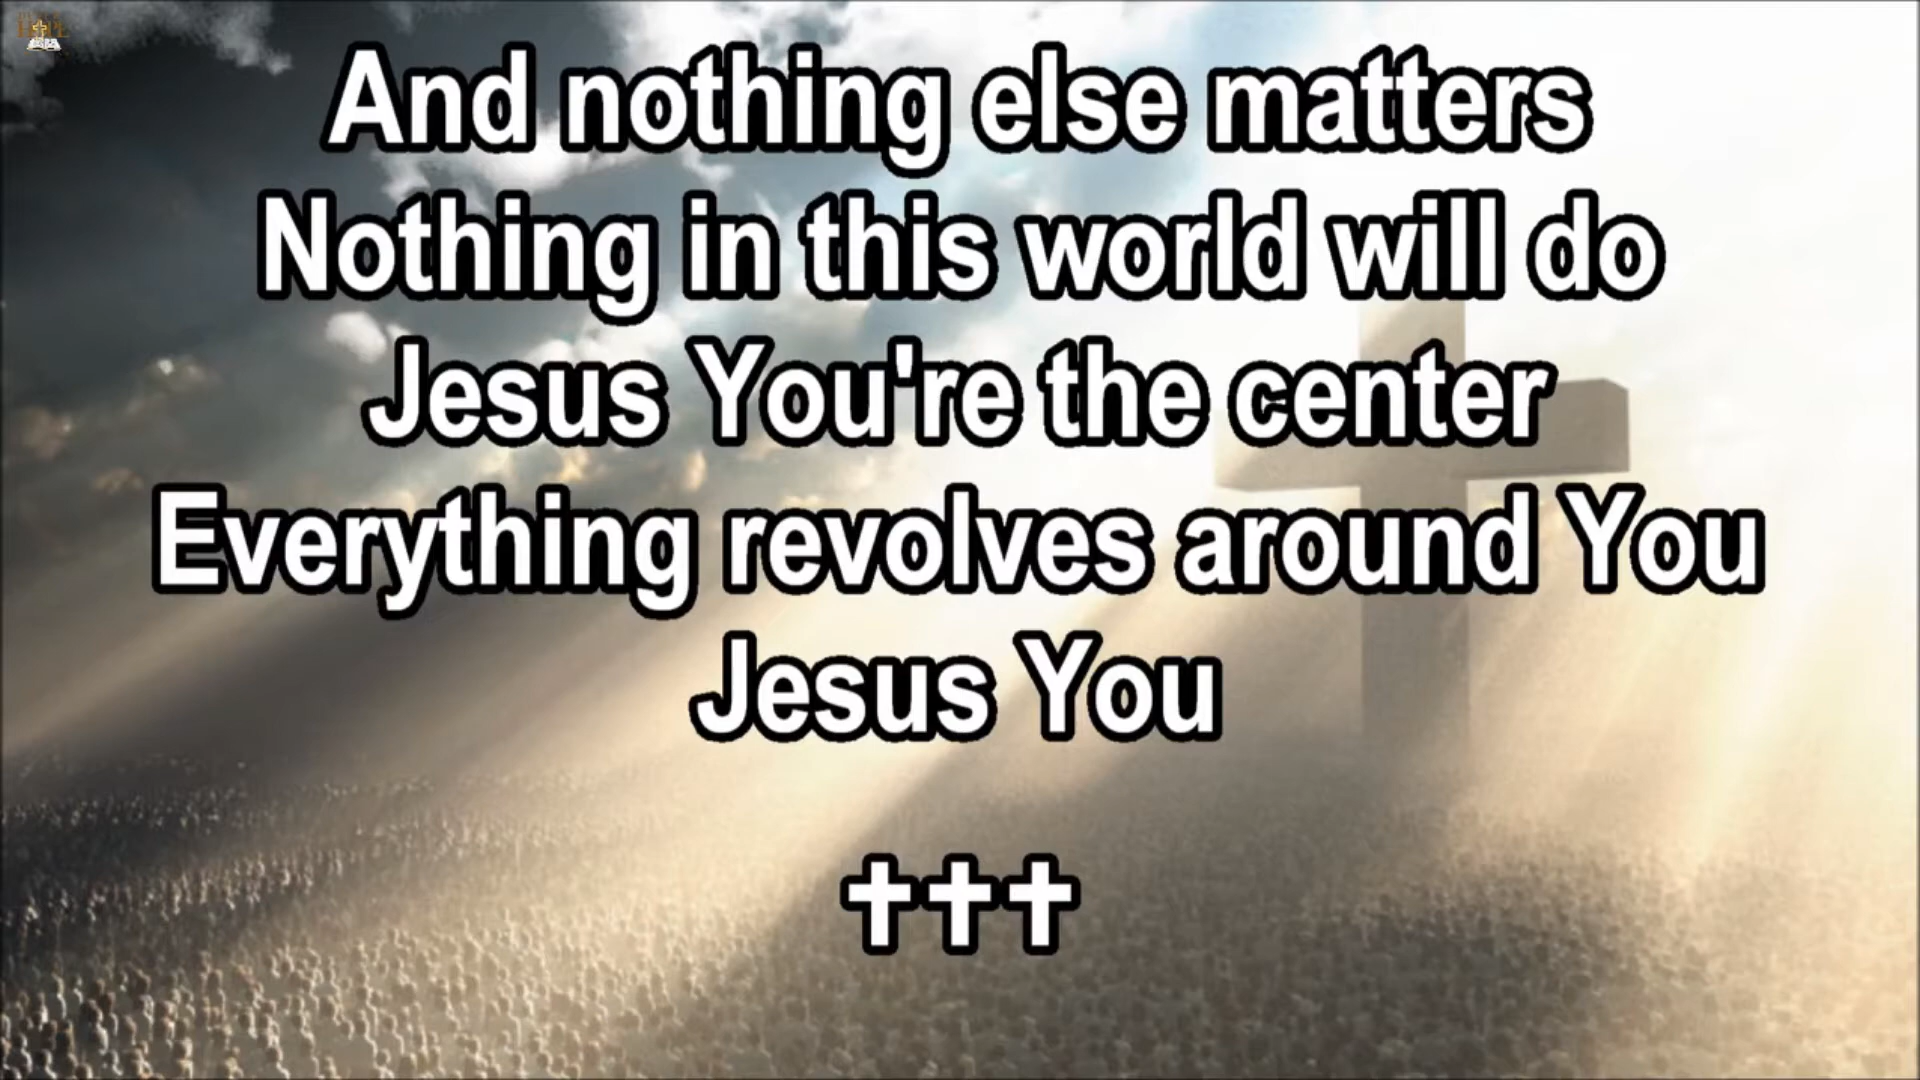 HOPE
And nothing else matters
Nothing in this world will do
Jesus You're the center
Everything revolves around You
Jesus You
✝✝✝